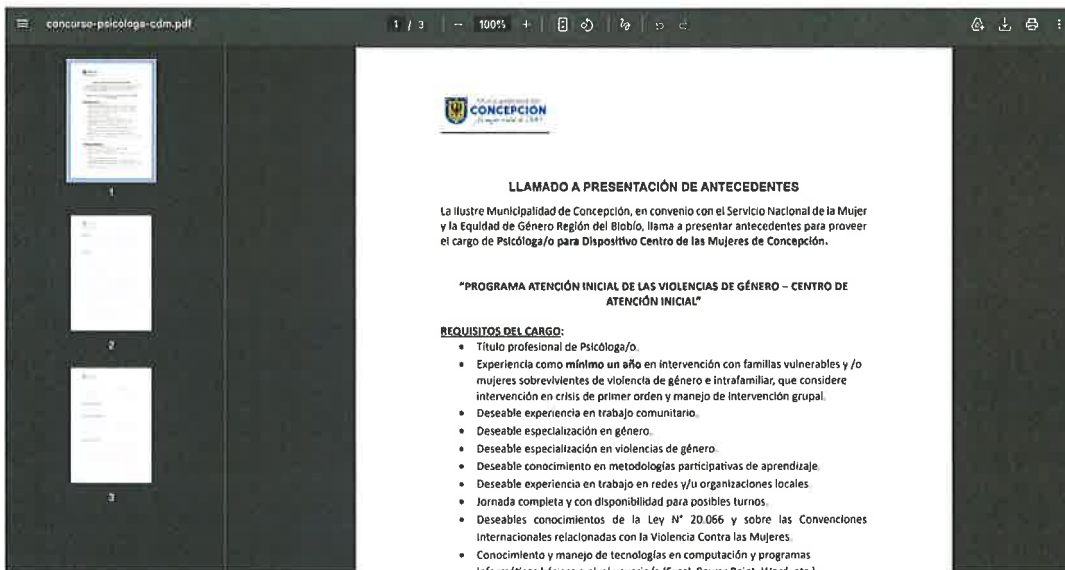 concurso-psicologa-cdm.pdf
1 / 3
100%
1
2
3
CONCEPCIÓN
LLAMADO A PRESENTACIÓN DE ANTECEDENTES
La Ilustre Municipalidad de Concepción, en convenio con el Servicio Nacional de la Mujer
y la Equidad de Género Región del Biobío, llama a presentar antecedentes para proveer
el cargo de Psicóloga/o para Dispositivo Centro de las Mujeres de Concepción.
"PROGRAMA ATENCIÓN INICIAL DE LAS VIOLENCIAS DE GÉNERO – CENTRO DE
ATENCIÓN INICIAL"
REQUISITOS DEL CARGO:
• Título profesional de Psicóloga/o.
• Experiencia como mínimo un año en intervención con familias vulnerables y /o
mujeres sobrevivientes de violencia de género e intrafamiliar, que considere
intervención en crisis de primer orden y manejo de intervención grupal.
• Deseable experiencia en trabajo comunitario.
• Deseable especialización en género.
• Deseable especialización en violencias de género.
• Deseable conocimiento en metodologías participativas de aprendizaje.
• Deseable experiencia en trabajo en redes y/u organizaciones locales.
• Jornada completa y con disponibilidad para posibles turnos.
• Deseables conocimientos de la Ley N° 20.066 y sobre las Convenciones
Internacionales relacionadas con la Violencia Contra las Mujeres.
• Conocimiento y manejo de tecnologías en computación y programas